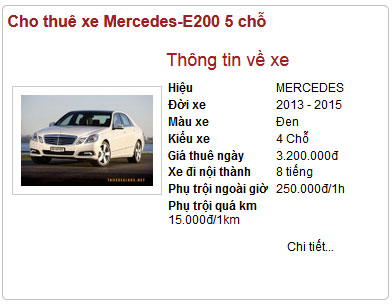 Cho thuê xe Mercedes-E200 5 chỗ
Thông tin về xe
Hiệu MERCEDES
Đời xe 2013 - 2015
Màu xe Đen
Kiểu xe 4 Chỗ
Giá thuê ngày 3.200.000đ
Xe đi nội thành 8 tiếng
Phụ trội ngoài giờ 250.000đ/1h
Phụ trội quá km
15.000đ/1km
Chi tiết...